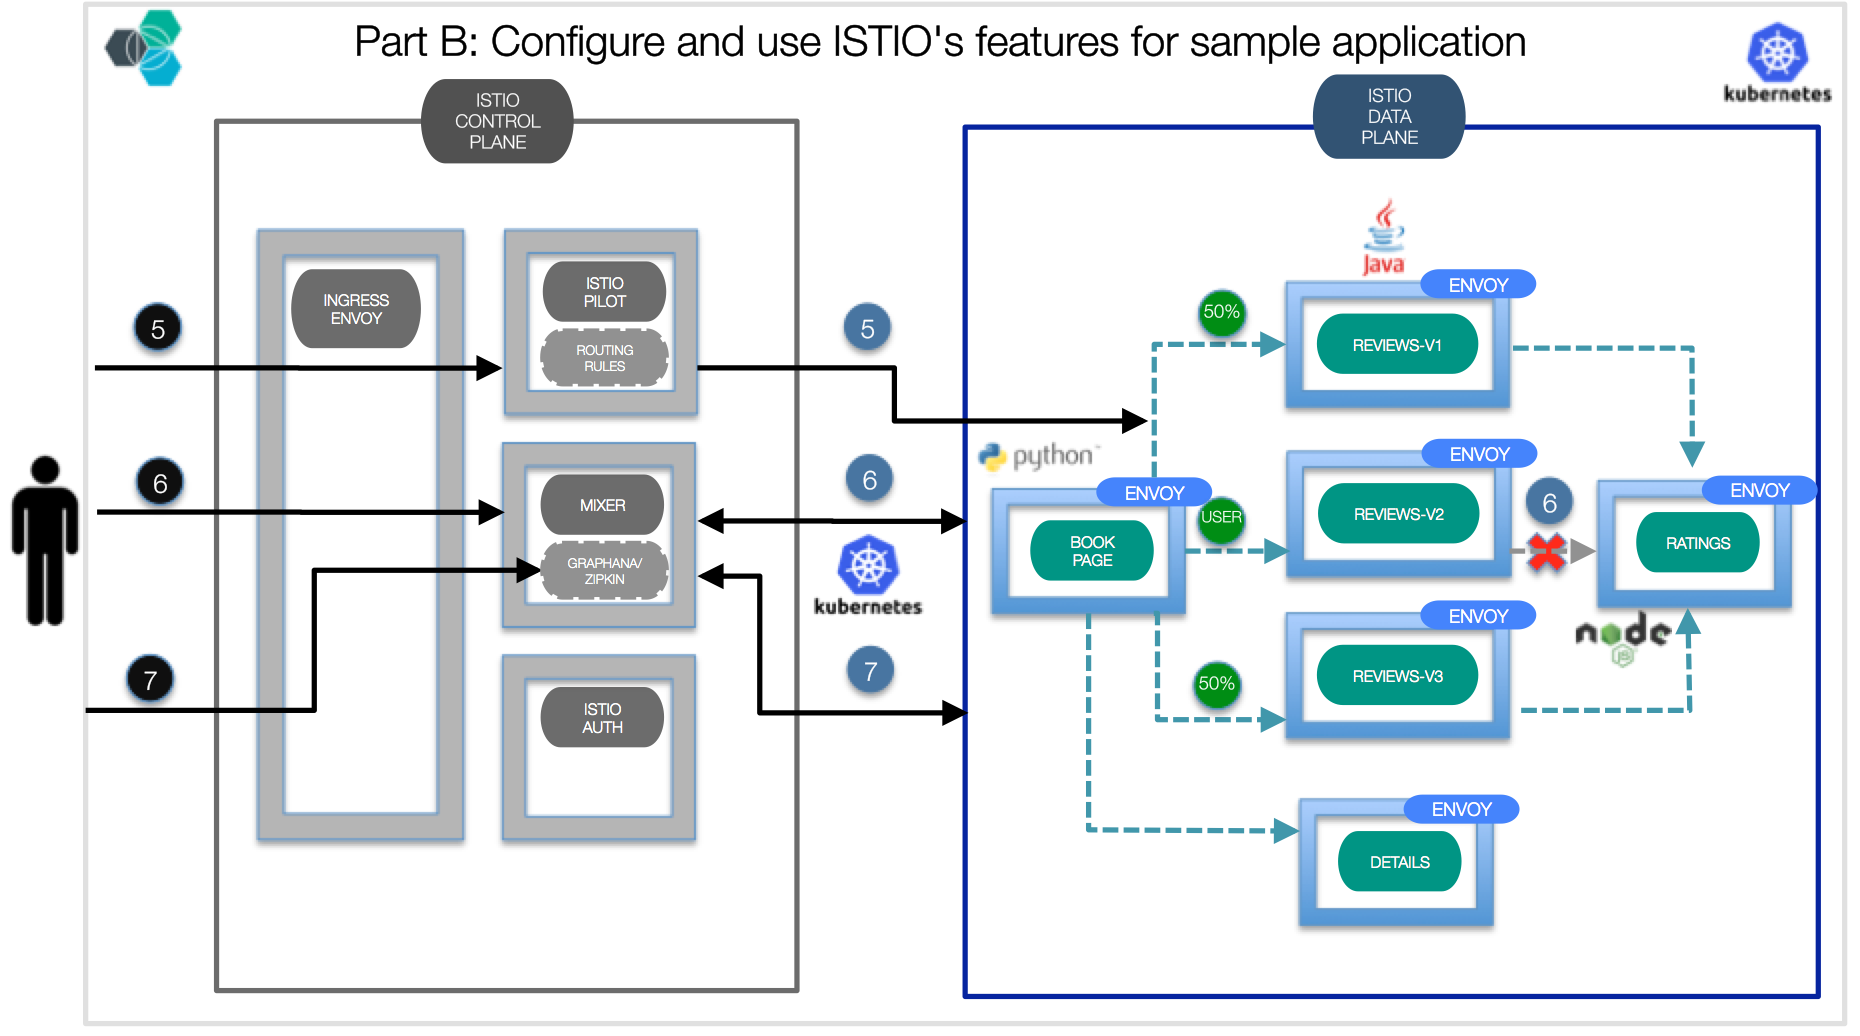 Part B: Configure and use ISTIO's features for sample application
kubernetes
ISTIO
CONTROL
PLANE
ISTIO
DATA
PLANE
INGRESS
ENVOY
ISTIO
PILOT
ROUTING
RULES
5
5
50%
Java
ENVOY
REVIEWS-V1
6
MIXER
GRAPHANA/
ZIPKIN
6
kubernetes
python™
ENVOY
BOOK
PAGE
USER
ENVOY
REVIEWS-V2
6
ENVOY
RATINGS
node
JS
7
ISTIO
AUTH
7
50%
ENVOY
REVIEWS-V3
ENVOY
DETAILS